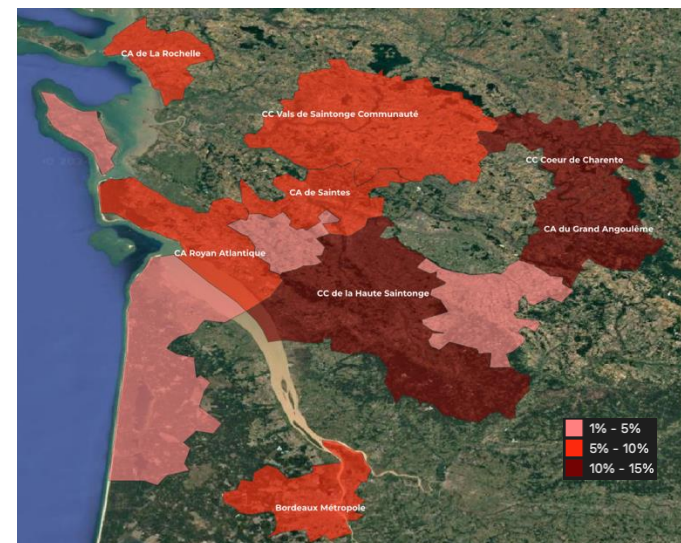 CA de La Rochelle
CC Vals de Saintonge Communauté
CC Coeur de Charente
CA de Saintes
CA du Grand Angoulême
CA Royan Atlantique
CC de la Haute Saintonge
1% - 5%
5% - 10%
10% - 15%
Bordeaux Métropole